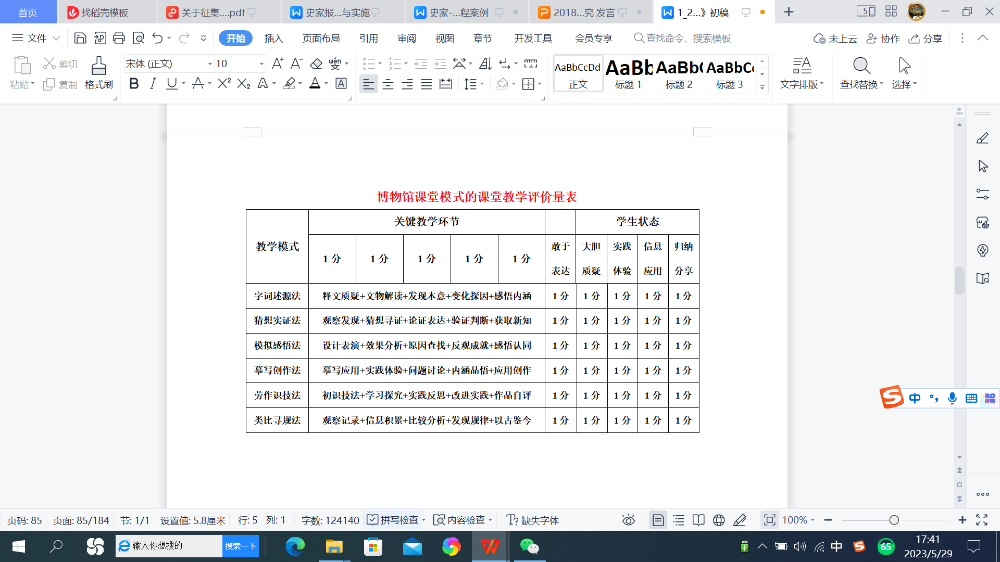 首页 找稻壳模板 关于征集....pdf 史家报...与实施 史家-...程案例 2018...究 发言 1_2...》初稿
文件 开始 插入 页面布局 引用 审阅 视图 章节 开发工具 会员专享 查找命令、搜索模板 未上云 协作 分享
粘贴 剪切 复制 格式刷 宋体 (正文) 10 AaBbCcDd 正文 AaBb 标题 1 AaBb 标题 2 AaBbC 标题 3 文字排版 查找替换 选择
博物馆课堂模式的课堂教学评价量表
教学模式 关键教学环节 学生状态
1 分 1 分 1 分 1 分 1 分 敢于表达 大胆质疑 实践体验 信息应用 归纳分享
字词述源法 释文质疑+文物解读+发现本意+变化探因+感悟内涵 1 分 1 分 1 分 1 分 1 分
猜想实证法 观察发现+猜想寻证+论证表达+验证判断+获取新知 1 分 1 分 1 分 1 分 1 分
模拟感悟法 设计表演+效果分析+原因查找+反观成就+感悟认同 1 分 1 分 1 分 1 分 1 分
摹写创作法 摹写应用+实践体验+问题讨论+内涵品悟+应用创作 1 分 1 分 1 分 1 分 1 分
劳作识技法 初识技法+学习探究+实践反思+改进实践+作品自评 1 分 1 分 1 分 1 分 1 分
类比寻规法 观察记录+信息积累+比较分析+发现规律+以古鉴今 1 分 1 分 1 分 1 分 1 分
中
页码: 85 页面: 85/184 节: 1/1 设置值: 5.8厘米 行: 5 列: 1 字数: 124140 拼写检查 内容检查 缺失字体 100%
输入你想搜的 搜索一下 中 65 17:41
2023/5/29